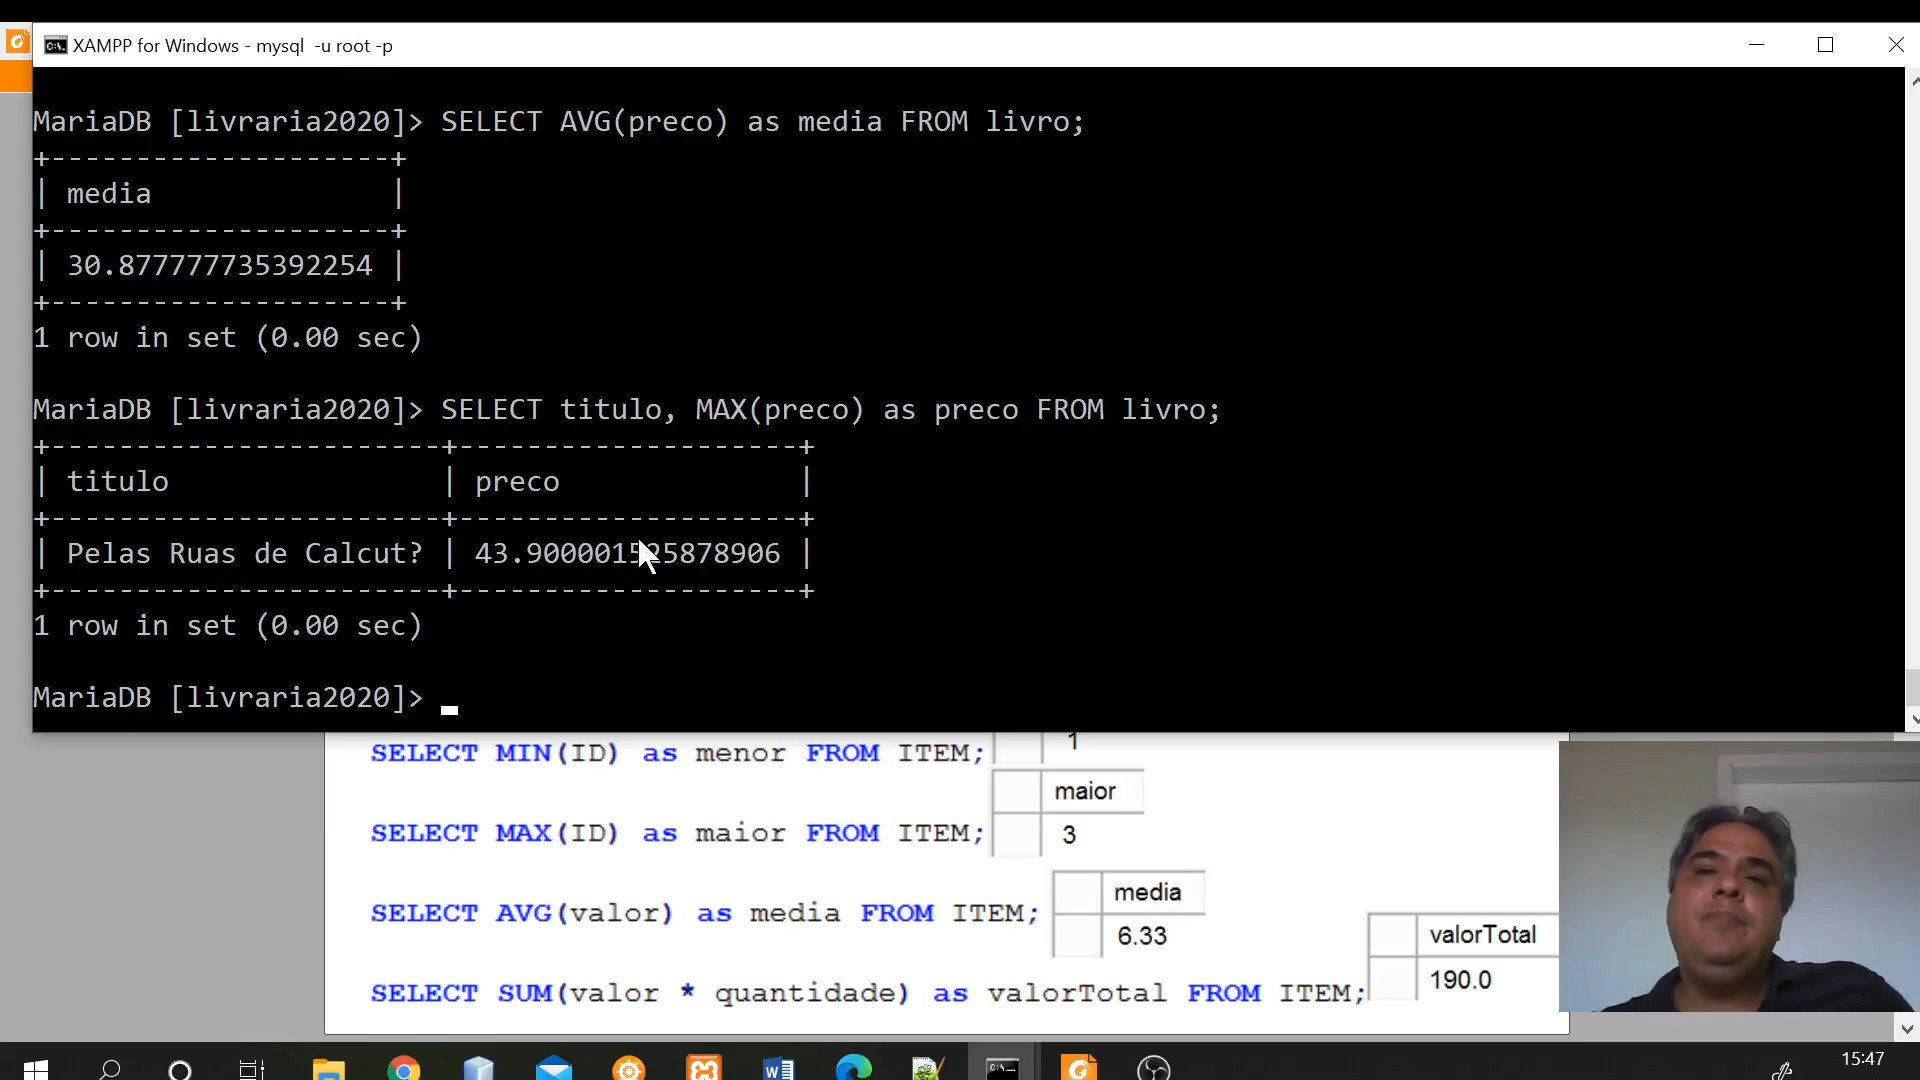 XAMPP for Windows - mysql  -u root -p
MariaDB [livraria2020]> SELECT AVG(preco) as media FROM livro;
+-------------------+
| media             |
+-------------------+
| 30.877777735392254 |
+-------------------+
1 row in set (0.00 sec)
MariaDB [livraria2020]> SELECT titulo, MAX(preco) as preco FROM livro;
+-----------------------+--------------------+
| titulo                | preco              |
+-----------------------+--------------------+
| Pelas Ruas de Calcut? | 43.900001525878906 |
+-----------------------+--------------------+
1 row in set (0.00 sec)
MariaDB [livraria2020]>
SELECT MIN(ID) as menor FROM ITEM; 1
maior
SELECT MAX(ID) as maior FROM ITEM; 3
media
SELECT AVG(valor) as media FROM ITEM; 6.33
valorTotal
SELECT SUM(valor * quantidade) as valorTotal FROM ITEM; 190.0
15:47